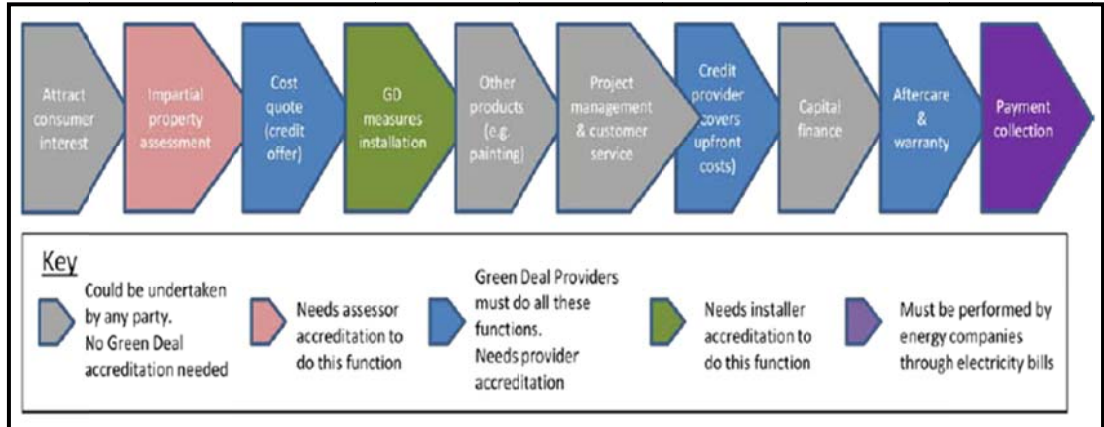 Attract
consumer
interest
Impartial
property
assessment
Cost
quote
(credit
offer)
GD
measures
installation
Other
products
(e.g.
painting)
Project
management
& customer
service
Credit
provider
covers
upfront
costs)
Capital
finance
Aftercare
&
warranty
Payment
collection
Key
Could be undertaken
by any party.
No Green Deal
accreditation needed
Needs assessor
accreditation to
do this function
Green Deal Providers
must do all these
functions.
Needs provider
accreditation
Needs installer
accreditation to
do this function
Must be performed by
energy companies
through electricity bills